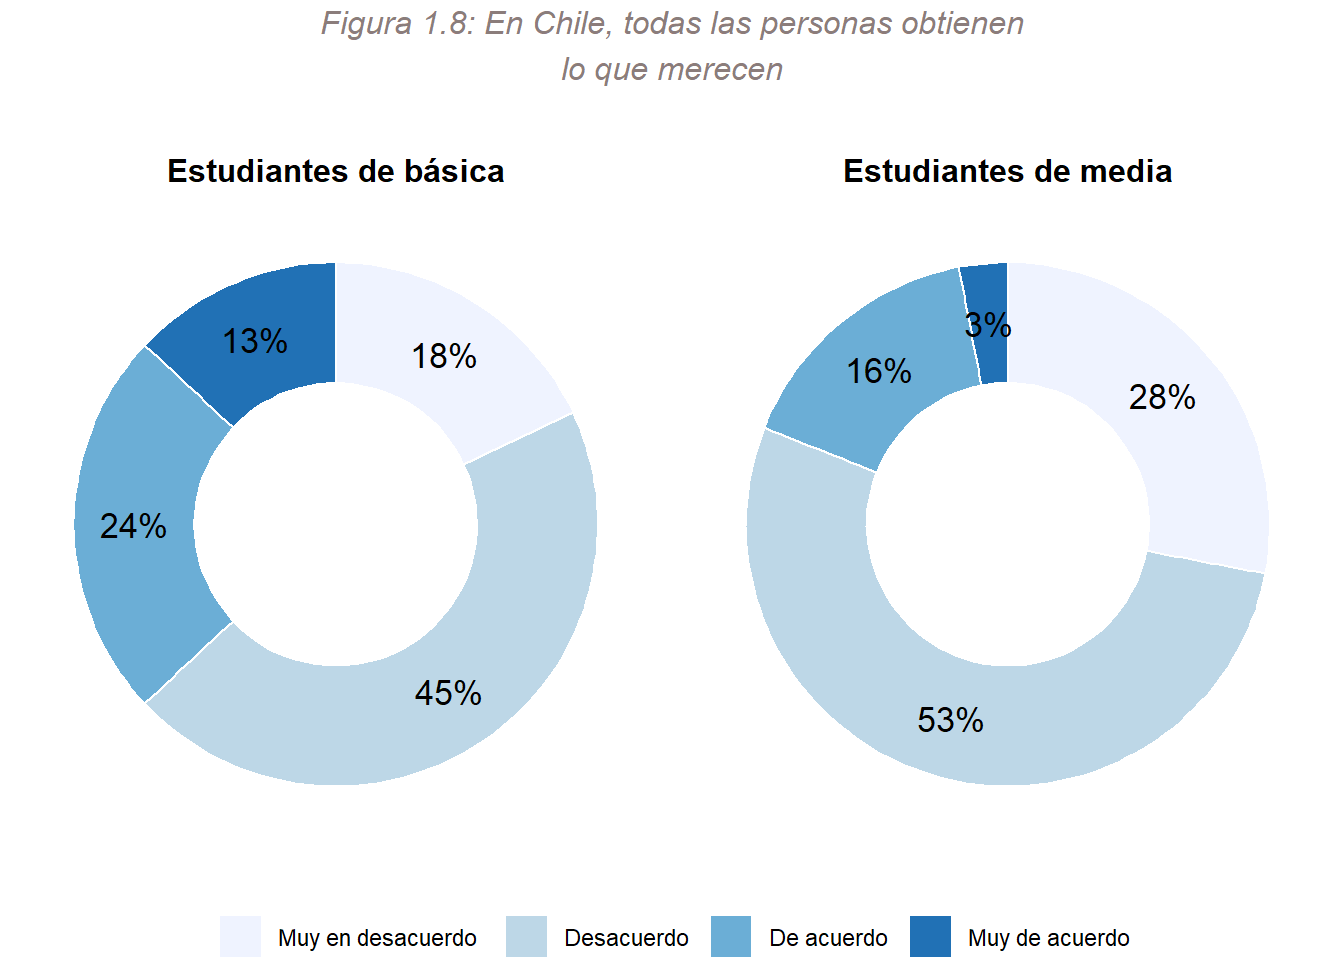 Figura 1.8: En Chile, todas las personas obtienen
lo que merecen
Estudiantes de básica
Estudiantes de media
13%
18%
24%
45%
3%
16%
28%
53%
Muy en desacuerdo
Desacuerdo
De acuerdo
Muy de acuerdo